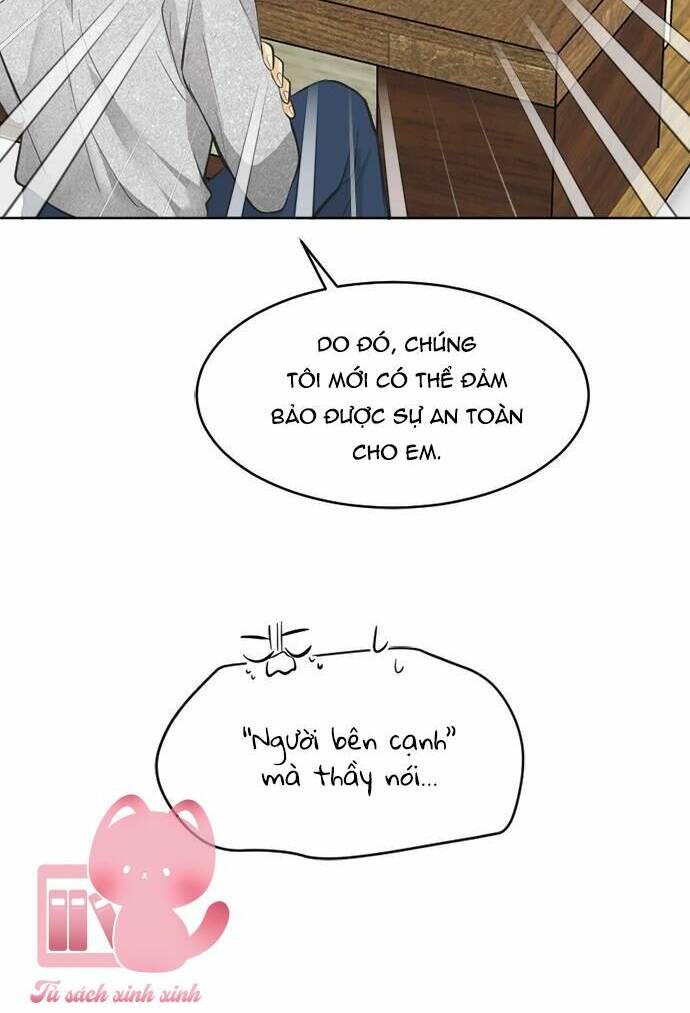 DO ĐÓ, CHÚNG
TÔI MỚI CÓ THỂ ĐẢM
BẢO ĐƯỢC SỰ AN TOÀN
CHO EM.
"Người bên cạnh"
mà thầy nói...
Tủ sách xinh xinh